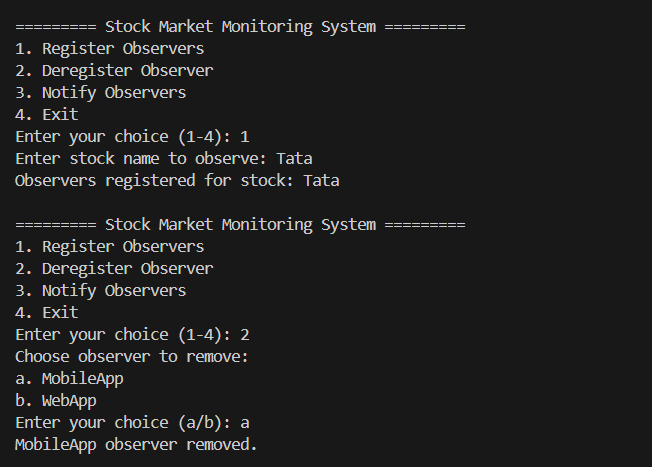 ========= Stock Market Monitoring System =========
1. Register Observers
2. Deregister Observer
3. Notify Observers
4. Exit
Enter your choice (1-4): 1
Enter stock name to observe: Tata
Observers registered for stock: Tata

========= Stock Market Monitoring System =========
1. Register Observers
2. Deregister Observer
3. Notify Observers
4. Exit
Enter your choice (1-4): 2
Choose observer to remove:
a. MobileApp
b. WebApp
Enter your choice (a/b): a
MobileApp observer removed.